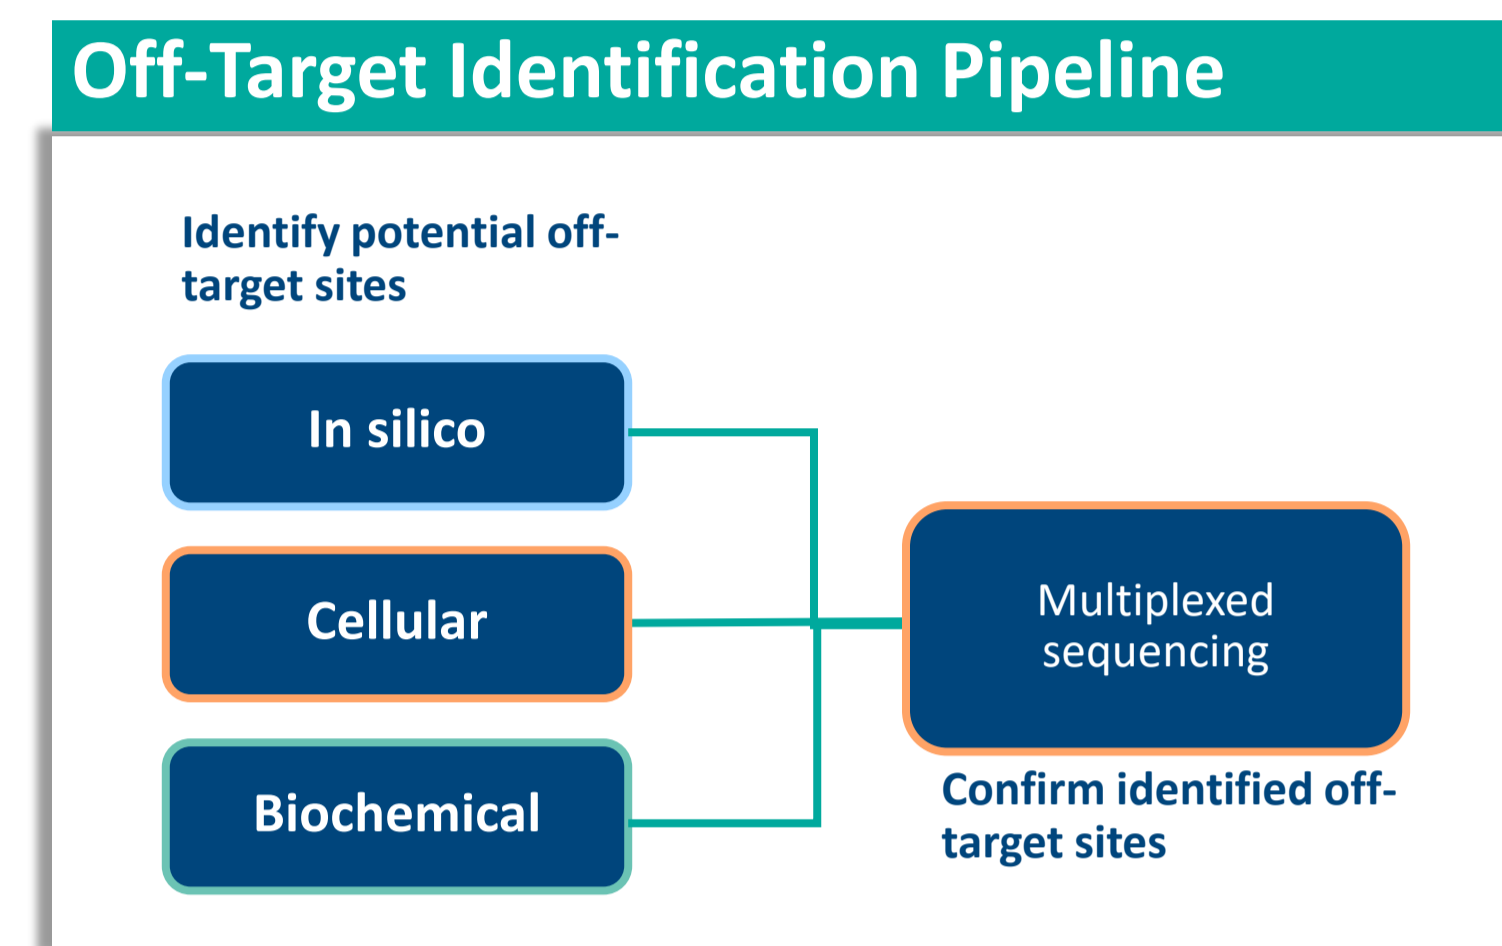 Off-Target Identification Pipeline
Identify potential off-
target sites
In silico
Cellular
Biochemical
Multiplexed
sequencing
Confirm identified off-
target sites